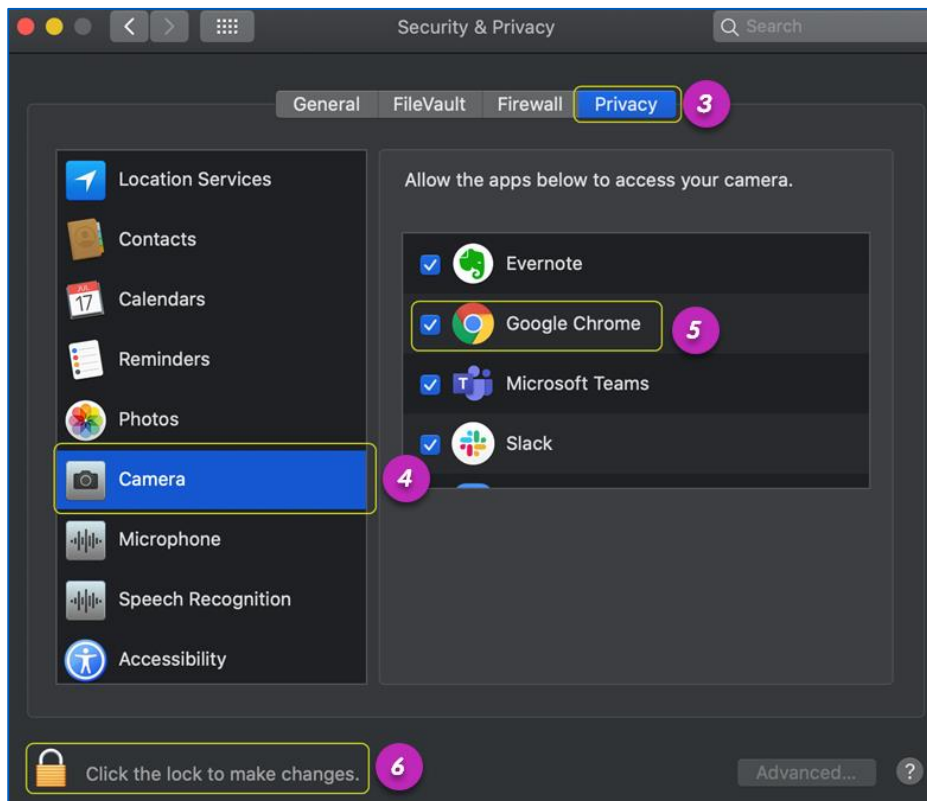 Security & Privacy
Search
General
FileVault
Firewall
Privacy
3
Location Services
Contacts
JUL
17
Calendars
Reminders
Photos
Camera
4
Microphone
Speech Recognition
Accessibility
Allow the apps below to access your camera.
Evernote
Google Chrome
5
T
Microsoft Teams
Slack
Click the lock to make changes.
6
Advanced...
?